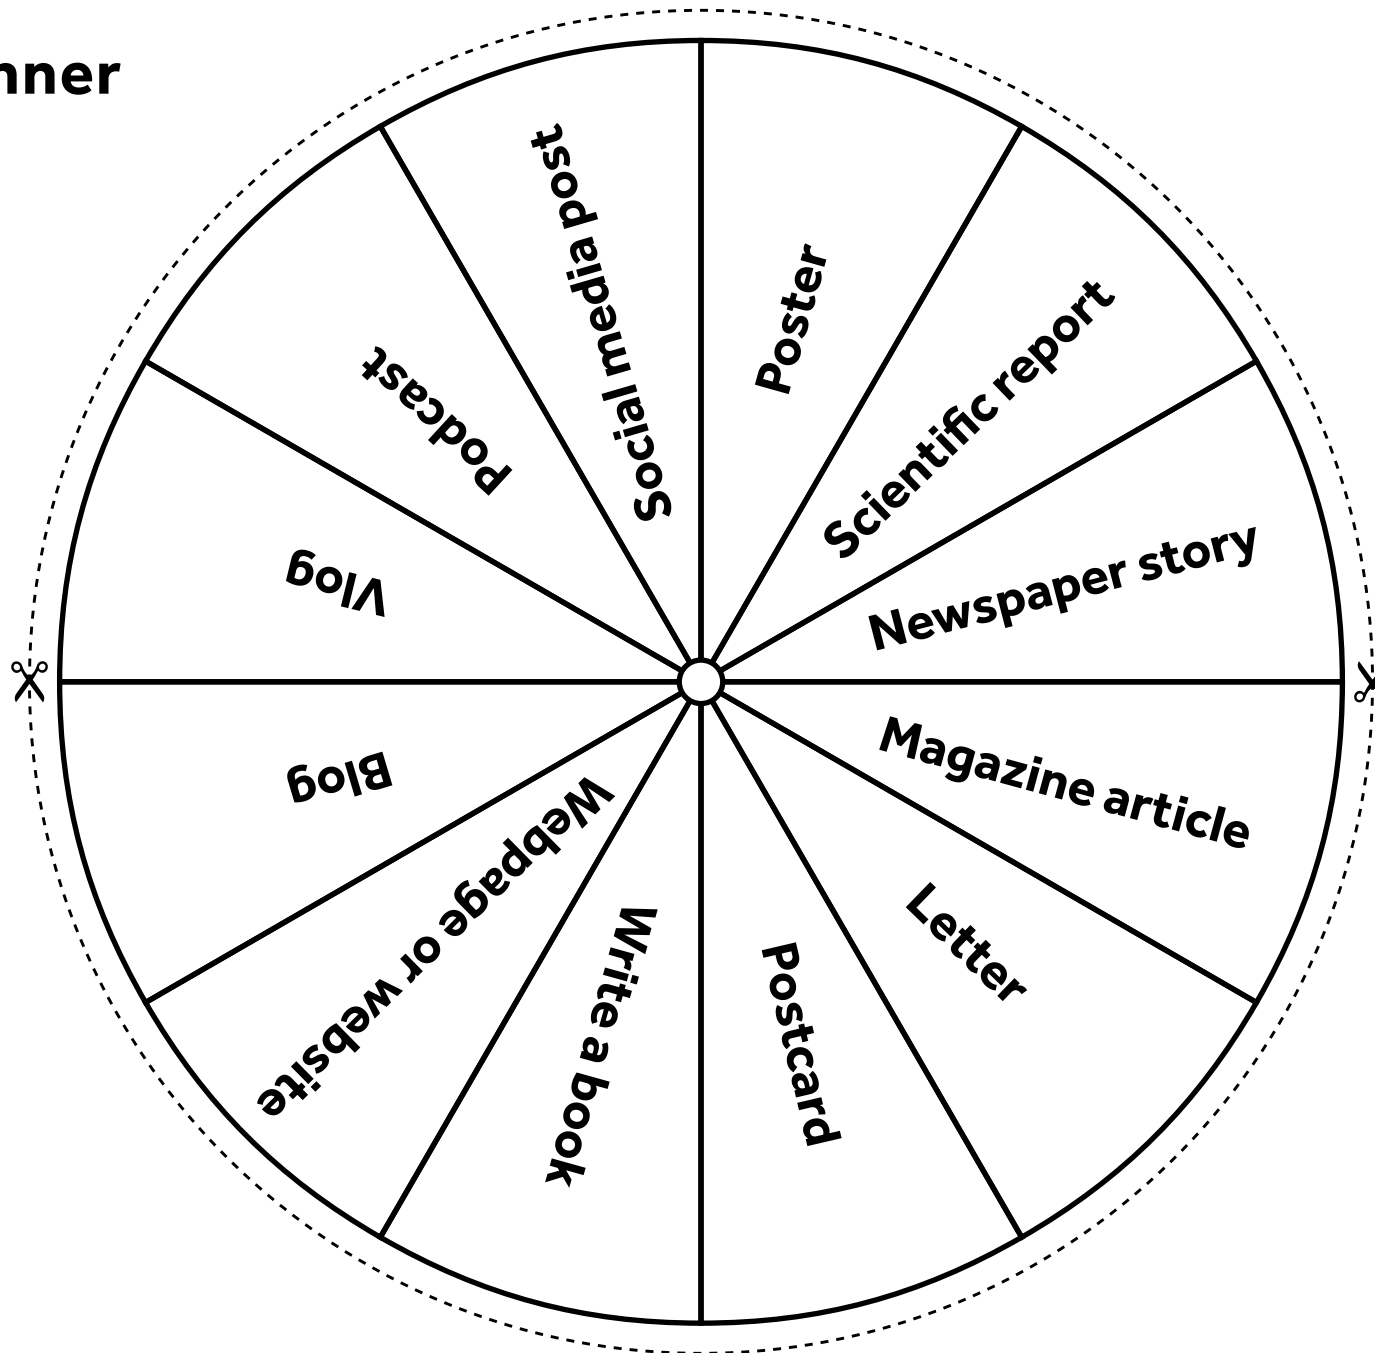 nner
Poster
Scientific report
Newspaper story
Magazine article
Letter
Postcard
Write a book
Webpage or website
Blog
Vlog
Podcast
Social media post